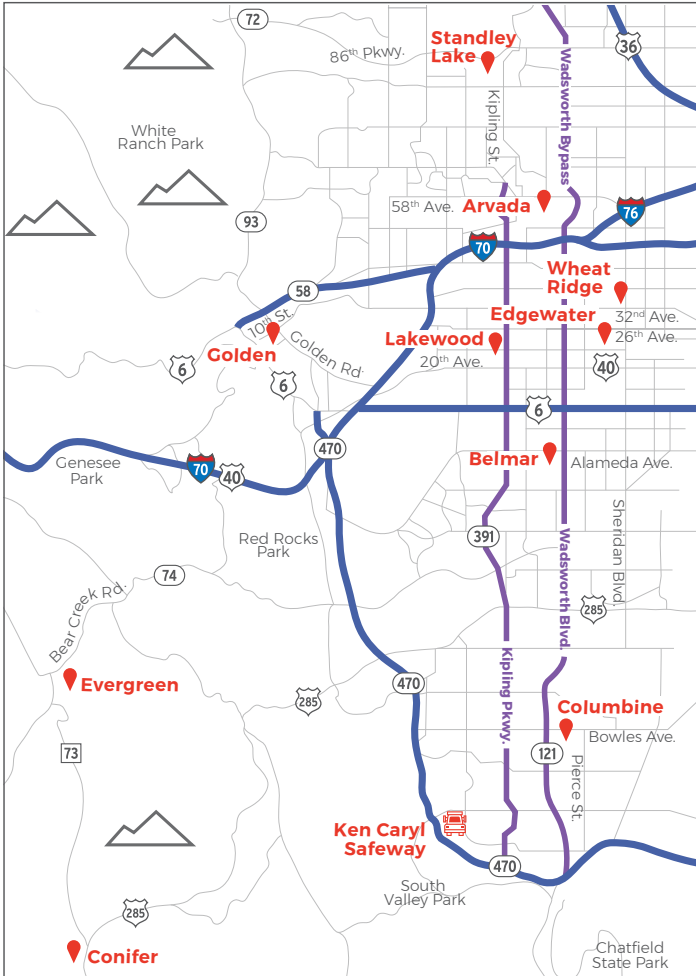 72
36
Standley
Lake
86th Pkwy.
Wadsworth Bypass
Kipling St.
White
Ranch Park
93
58th Ave.
Arvada
76
70
Wheat
Ridge
58
Edgewater
32nd Ave.
10th St.
26th Ave.
Golden
Golden Rd.
Lakewood
20th Ave.
40
6
6
6
470
Belmar
Alameda Ave.
Genesee
Park
70
40
Sheridan Blvd.
391
Red Rocks
Park
Wadsworth Blvd.
74
Bear Creek Rd.
285
Kipling Pkwy.
Evergreen
470
285
Columbine
Bowles Ave.
73
121
Pierce St.
Ken Caryl
Safeway
470
South
Valley Park
285
Conifer
Chatfield
State Park